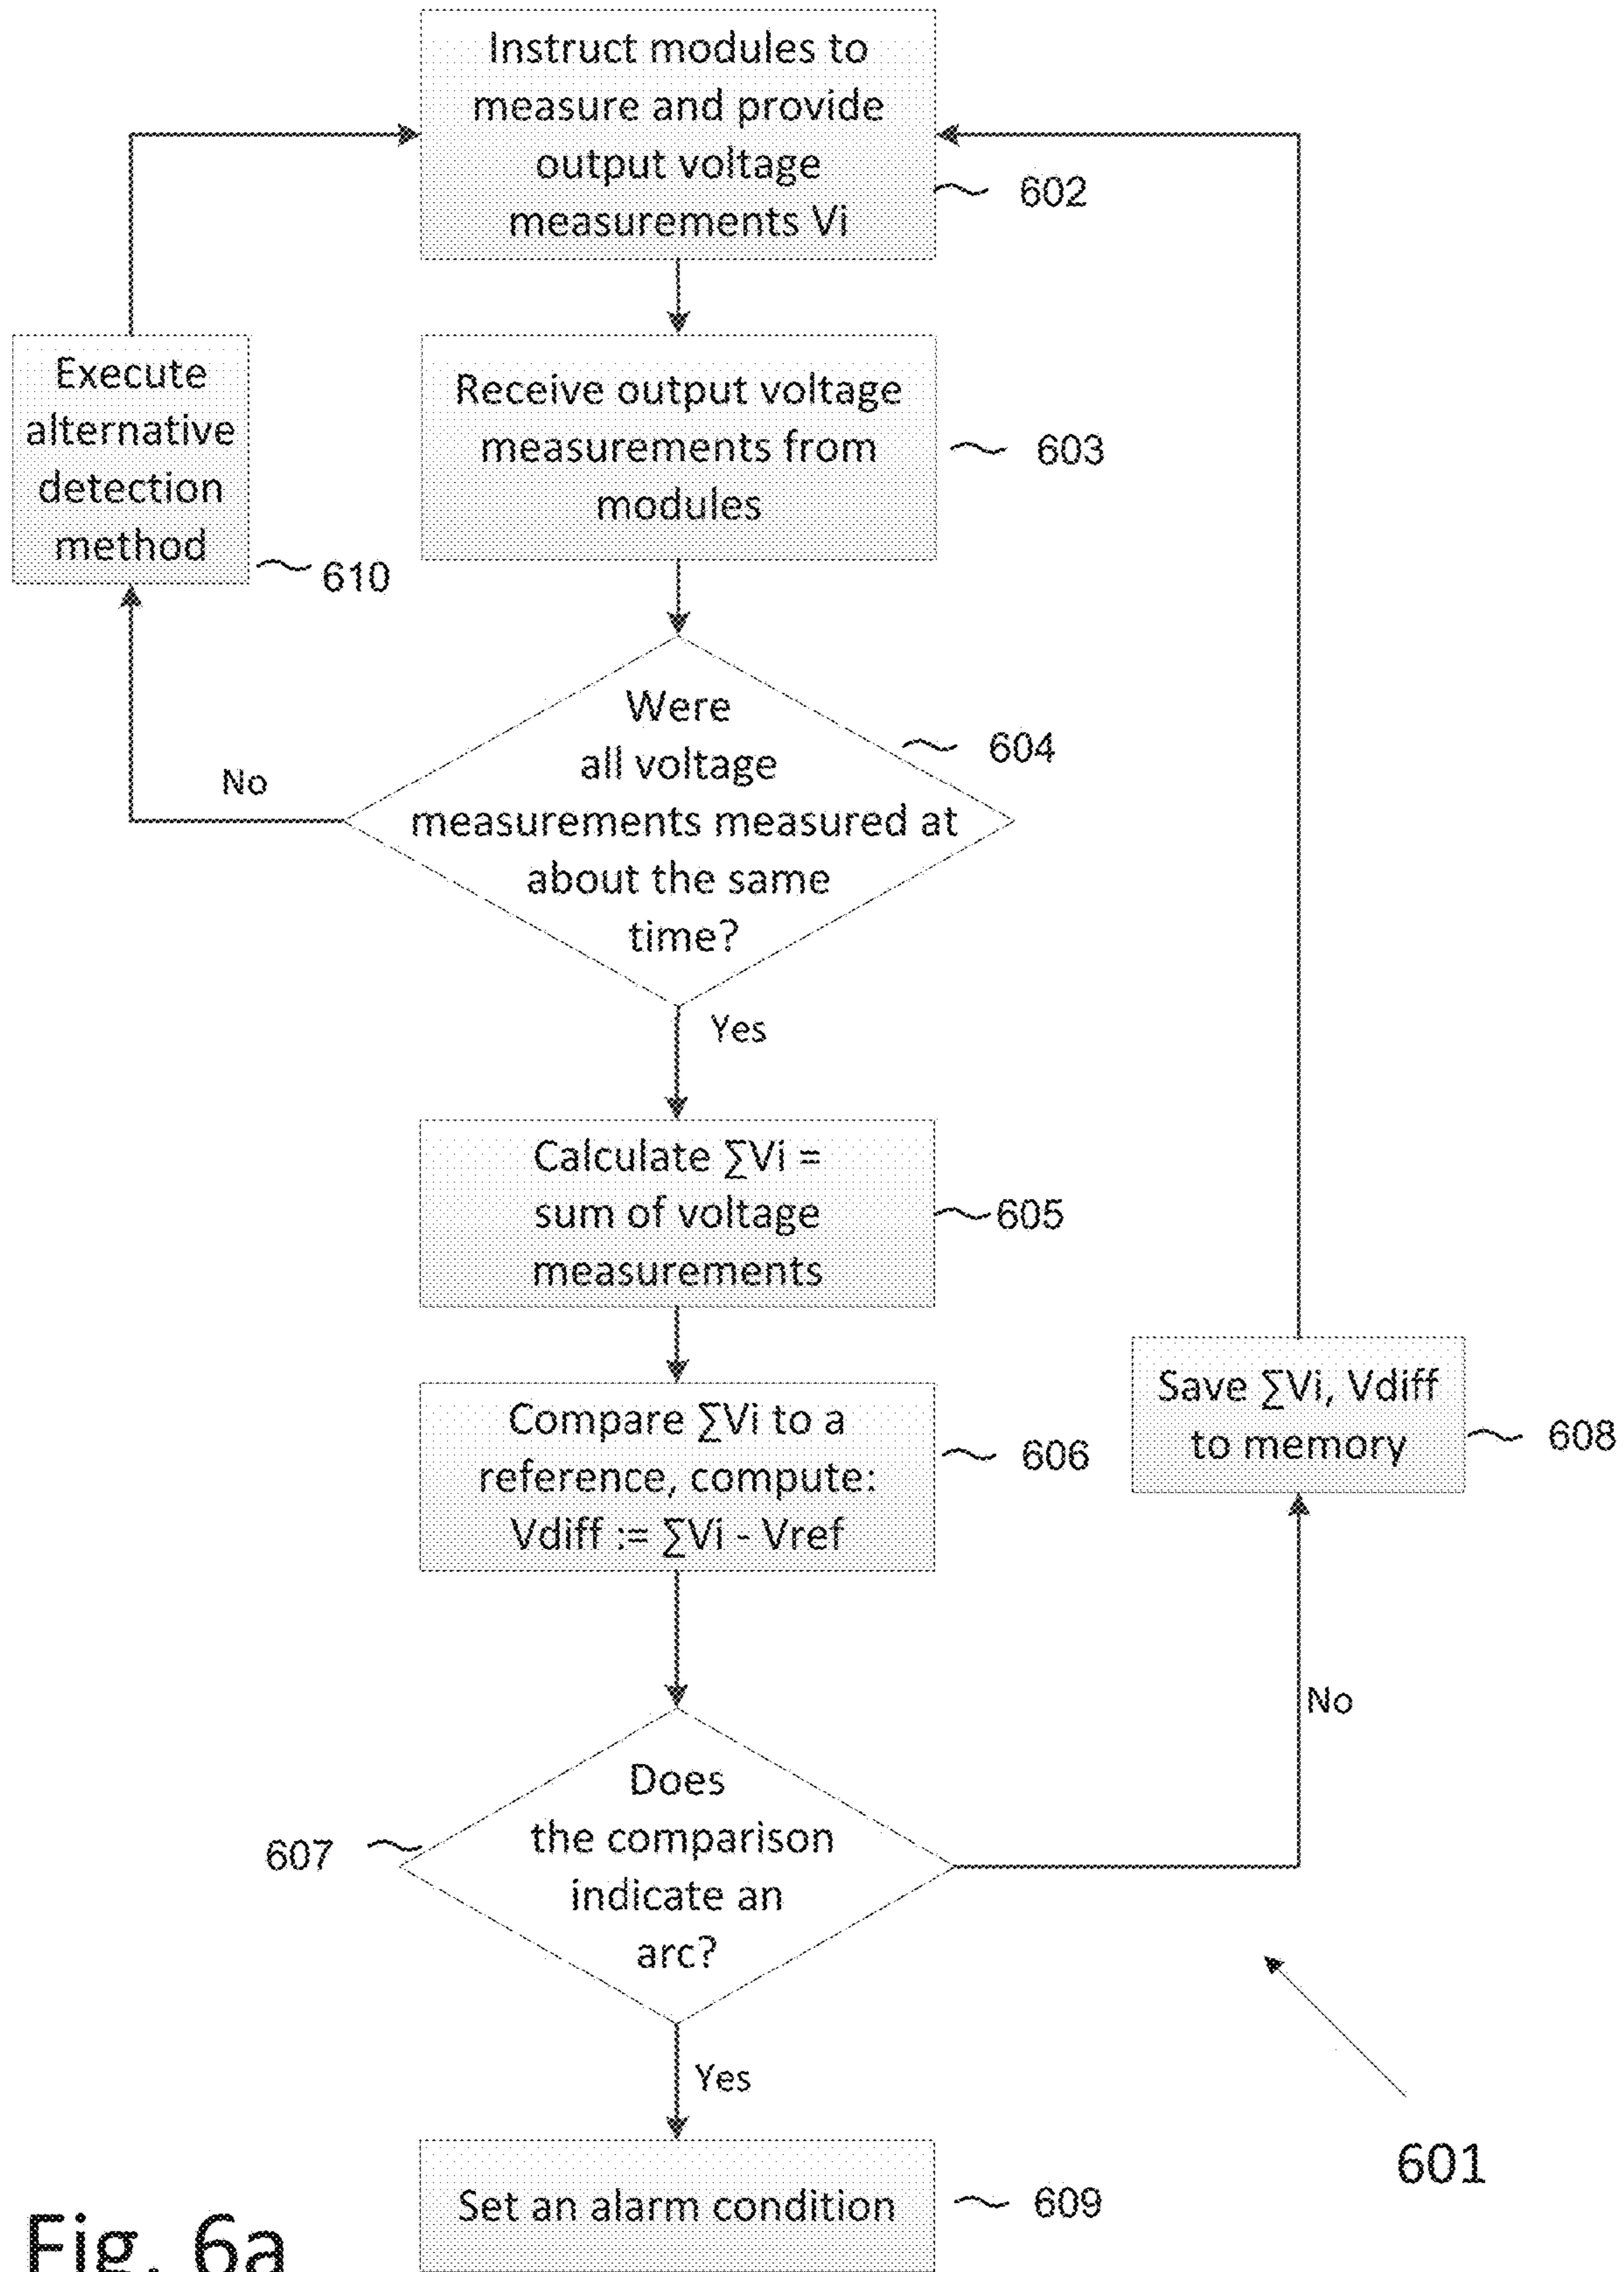 Instruct modules to
measure and provide
output voltage
measurements Vi
602
Execute
alternative
detection
method
610
Receive output voltage
measurements from
modules
603
Were
all voltage
measurements measured at
about the same
time?
604
No
Yes
Calculate ∑Vi =
sum of voltage
measurements
605
Compare ∑Vi to a
reference, compute:
Vdiff := ∑Vi - Vref
606
Save ∑Vi, Vdiff
to memory
608
Does
the comparison
indicate an
arc?
607
No
Yes
601
Set an alarm condition
609
Fig. 6a